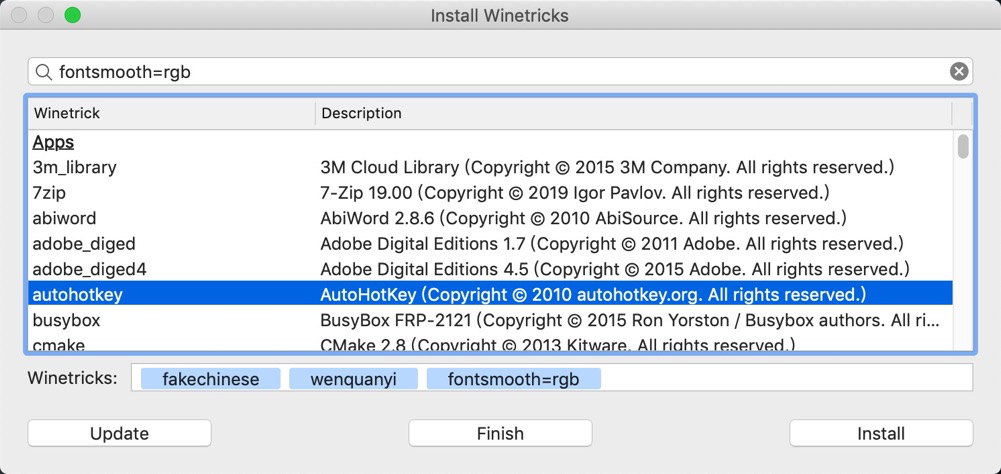 Install Winetricks
fontsmooth=rgb
Winetrick Description
Apps
3m_library 3M Cloud Library (Copyright © 2015 3M Company. All rights reserved.)
7zip 7-Zip 19.00 (Copyright © 2019 Igor Pavlov. All rights reserved.)
abiword AbiWord 2.8.6 (Copyright © 2010 AbiSource. All rights reserved.)
adobe_diged Adobe Digital Editions 1.7 (Copyright © 2011 Adobe. All rights reserved.)
adobe_diged4 Adobe Digital Editions 4.5 (Copyright © 2015 Adobe. All rights reserved.)
autohotkey AutoHotKey (Copyright © 2010 autohotkey.org. All rights reserved.)
busybox BusyBox FRP-2121 (Copyright © 2015 Ron Yorston / Busybox authors. All ri...
cmake CMake 2.8 (Copyright © 2013 Kitware. All rights reserved.)
Winetricks: fakechinese wenquanyi fontsmooth=rgb
Update Finish Install